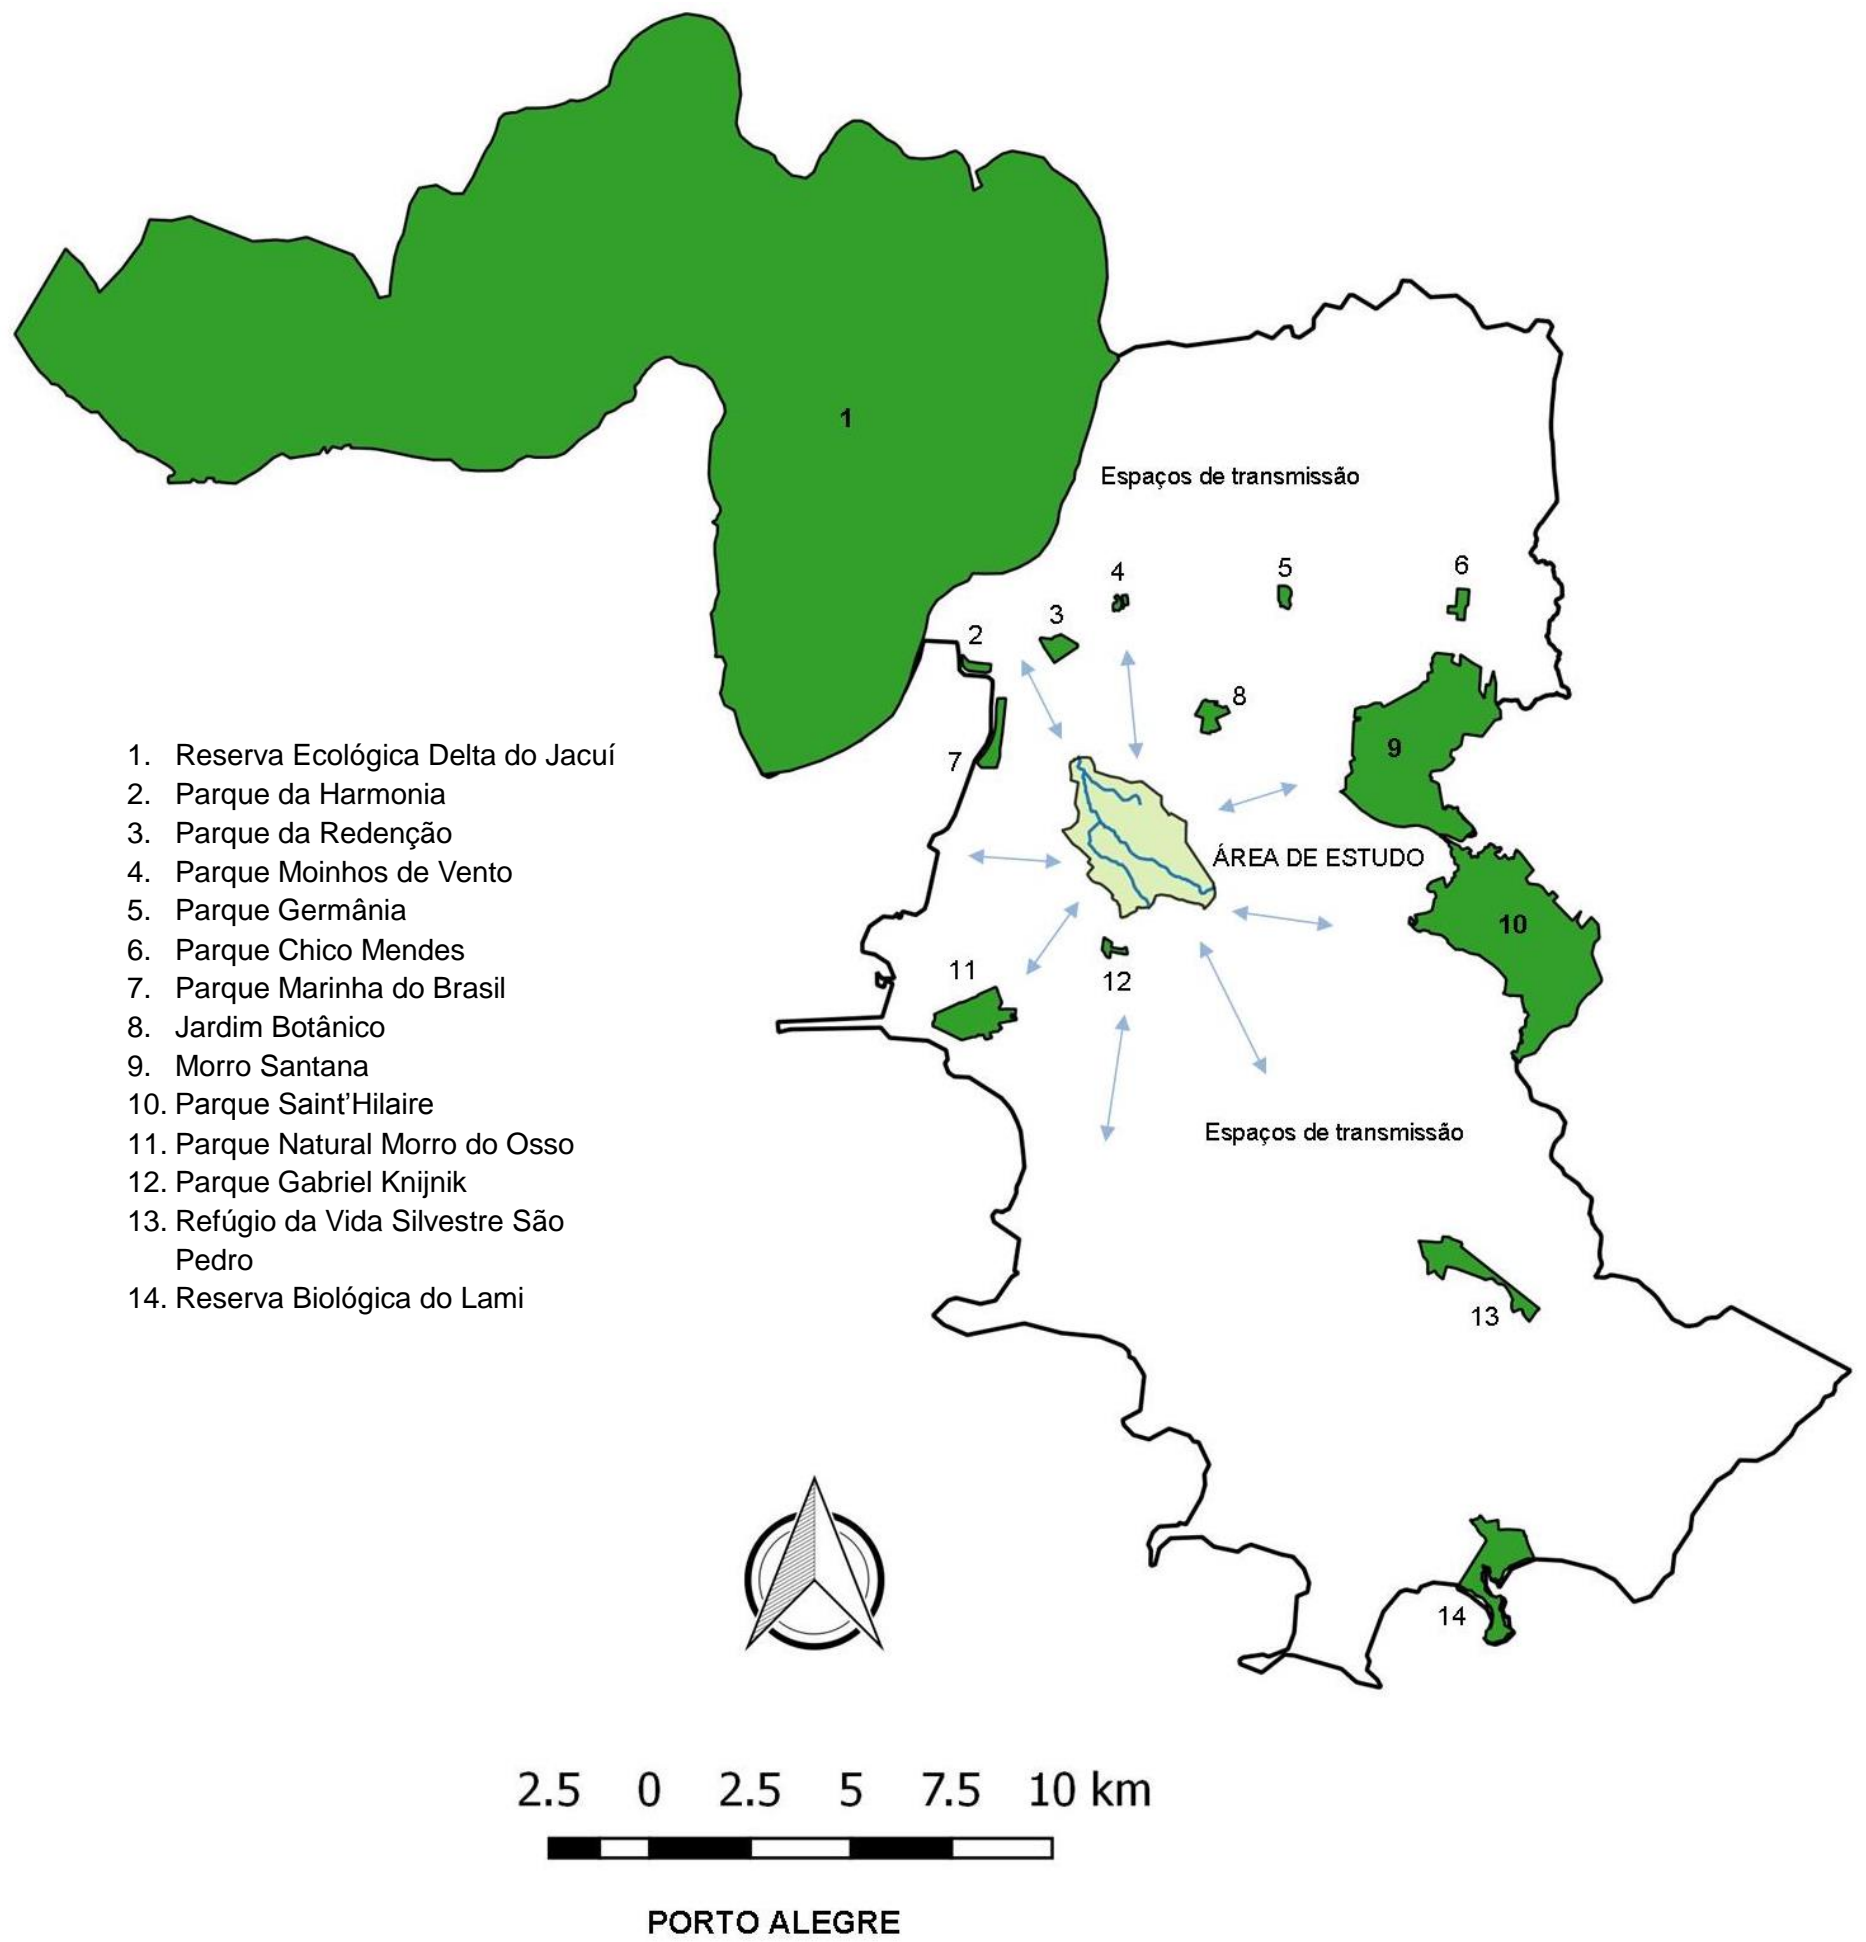 1
Espaços de transmissão
4
5
6
3
2
8
7
9
ÁREA DE ESTUDO
10
11
12
Espaços de transmissão
13
14
1. Reserva Ecológica Delta do Jacuí
2. Parque da Harmonia
3. Parque da Redenção
4. Parque Moinhos de Vento
5. Parque Germânia
6. Parque Chico Mendes
7. Parque Marinha do Brasil
8. Jardim Botânico
9. Morro Santana
10. Parque Saint’Hilaire
11. Parque Natural Morro do Osso
12. Parque Gabriel Knijnik
13. Refúgio da Vida Silvestre São
Pedro
14. Reserva Biológica do Lami
2.5 0 2.5 5 7.5 10 km
PORTO ALEGRE